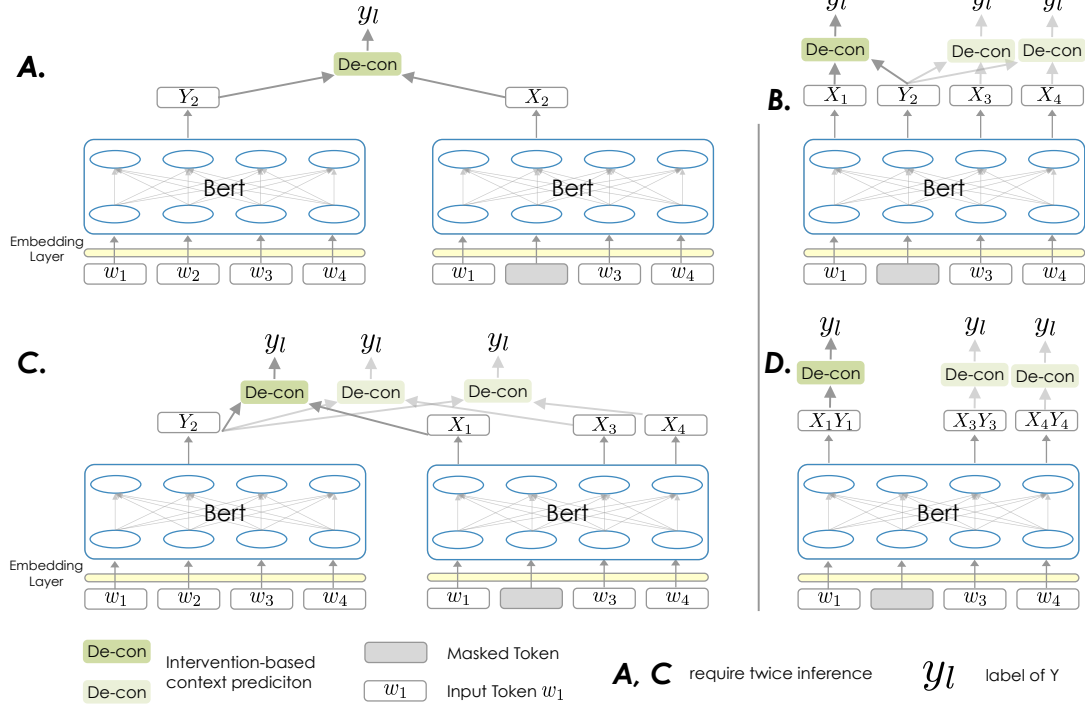 A.
y_l
De-con
Y_2
X_2
Bert
Bert
Embedding
Layer
w_1
w_2
w_3
w_4
w_1
w_3
w_4
B.
y_l
y_l
y_l
De-con
De-con
De-con
X_1
Y_2
X_3
X_4
Bert
w_1
w_3
w_4
C.
y_l
y_l
y_l
De-con
De-con
De-con
Y_2
X_1
X_3
X_4
Bert
Bert
Embedding
Layer
w_1
w_2
w_3
w_4
w_1
w_3
w_4
D.
y_l
y_l
y_l
De-con
De-con
De-con
X_1Y_1
X_3Y_3
X_4Y_4
Bert
w_1
w_3
w_4
De-con
De-con
Intervention-based
context prediciton
Masked Token
w_1
Input Token w_1
A, C require twice inference
y_l
label of Y